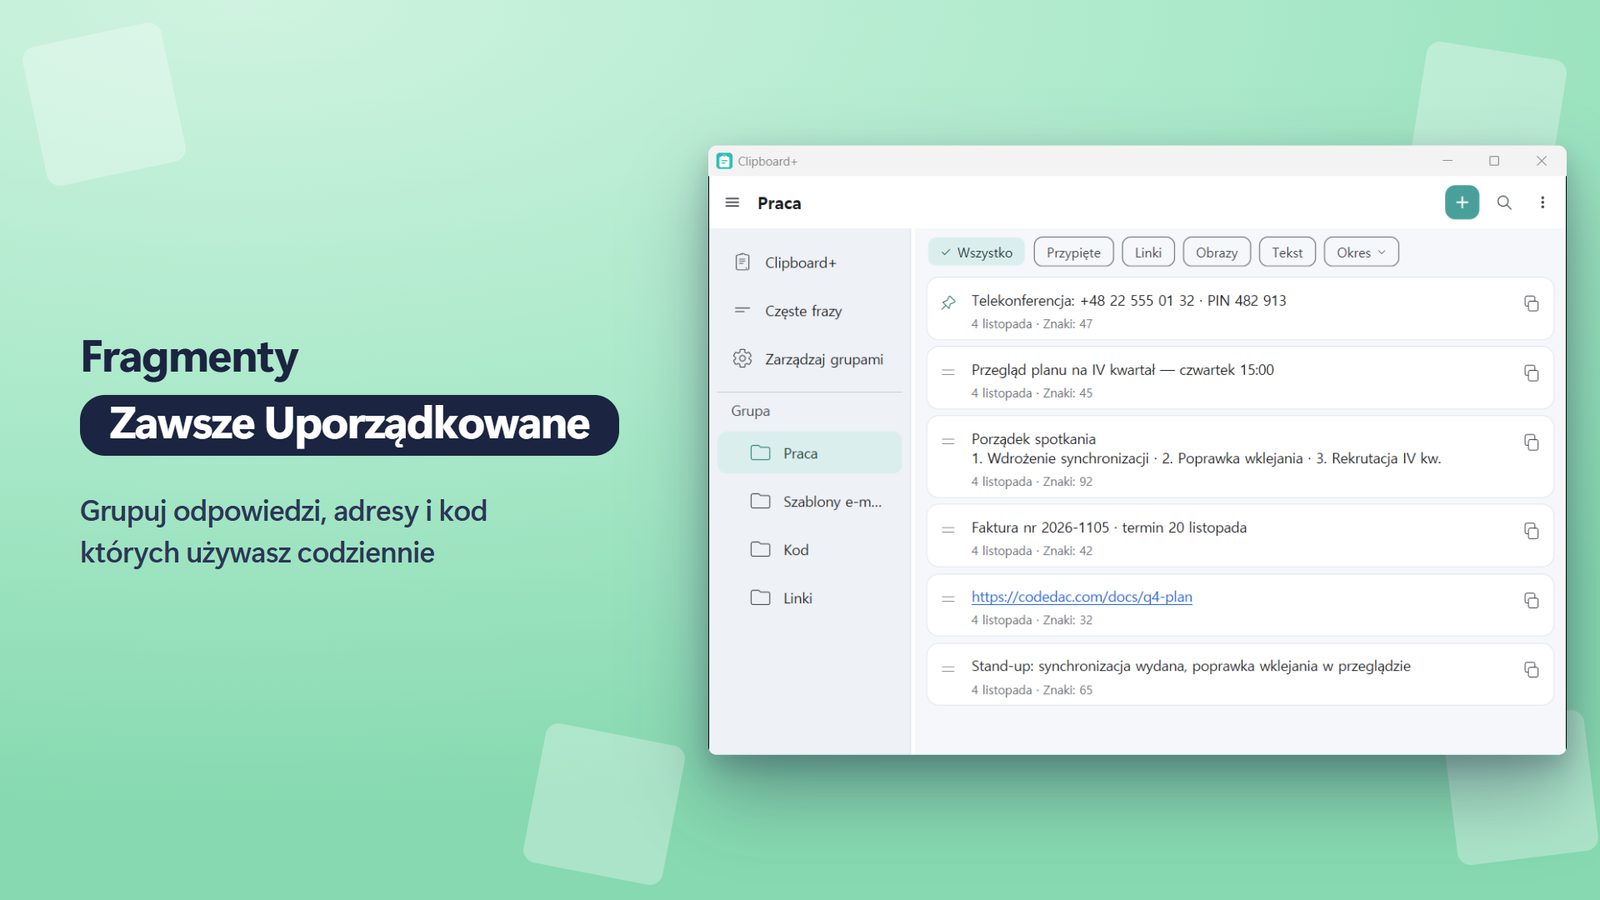 Fragmenty
Zawsze Uporządkowane
Grupuj odpowiedzi, adresy i kod
których używasz codziennie
Clipboard+
Praca
Clipboard+
Częste frazy
Zarządzaj grupami
Grupa
Praca
Szablony e-m...
Kod
Linki
Wszystko
Przypięte
Linki
Obrazy
Tekst
Okres
Telekonferencja: +48 22 555 01 32 · PIN 482 913
4 listopada · Znaki: 47
Przegląd planu na IV kwartał — czwartek 15:00
4 listopada · Znaki: 45
Porządek spotkania
1. Wdrożenie synchronizacji · 2. Poprawka wklejania · 3. Rekrutacja IV kw.
4 listopada · Znaki: 92
Faktura nr 2026-1105 · termin 20 listopada
4 listopada · Znaki: 42
https://codedac.com/docs/q4-plan
4 listopada · Znaki: 32
Stand-up: synchronizacja wydana, poprawka wklejania w przeglądzie
4 listopada · Znaki: 65